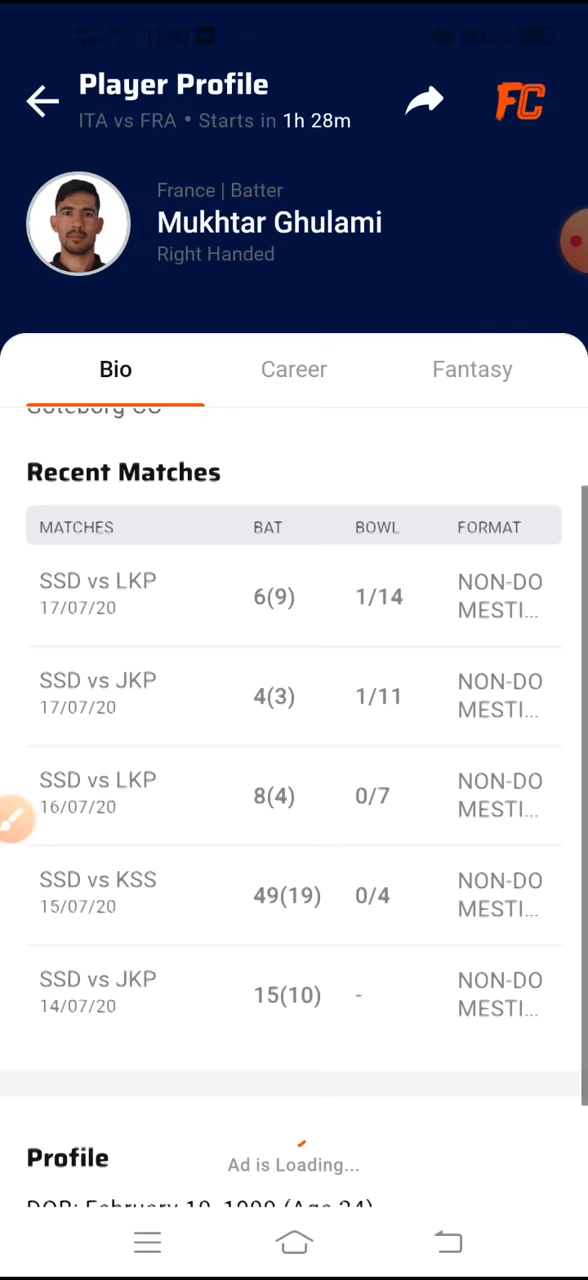 Player Profile
ITA vs FRA • Starts in 1h 28m
FC
France | Batter
Mukhtar Ghulami
Right Handed
Bio Career Fantasy
Recent Matches
MATCHES BAT BOWL FORMAT
SSD vs LKP 6(9) 1/14 NON-DO
17/07/20 MESTI...
SSD vs JKP 4(3) 1/11 NON-DO
17/07/20 MESTI...
SSD vs LKP 8(4) 0/7 NON-DO
16/07/20 MESTI...
SSD vs KSS 49(19) 0/4 NON-DO
15/07/20 MESTI...
SSD vs JKP 15(10) - NON-DO
14/07/20 MESTI...
Profile
Ad is Loading...